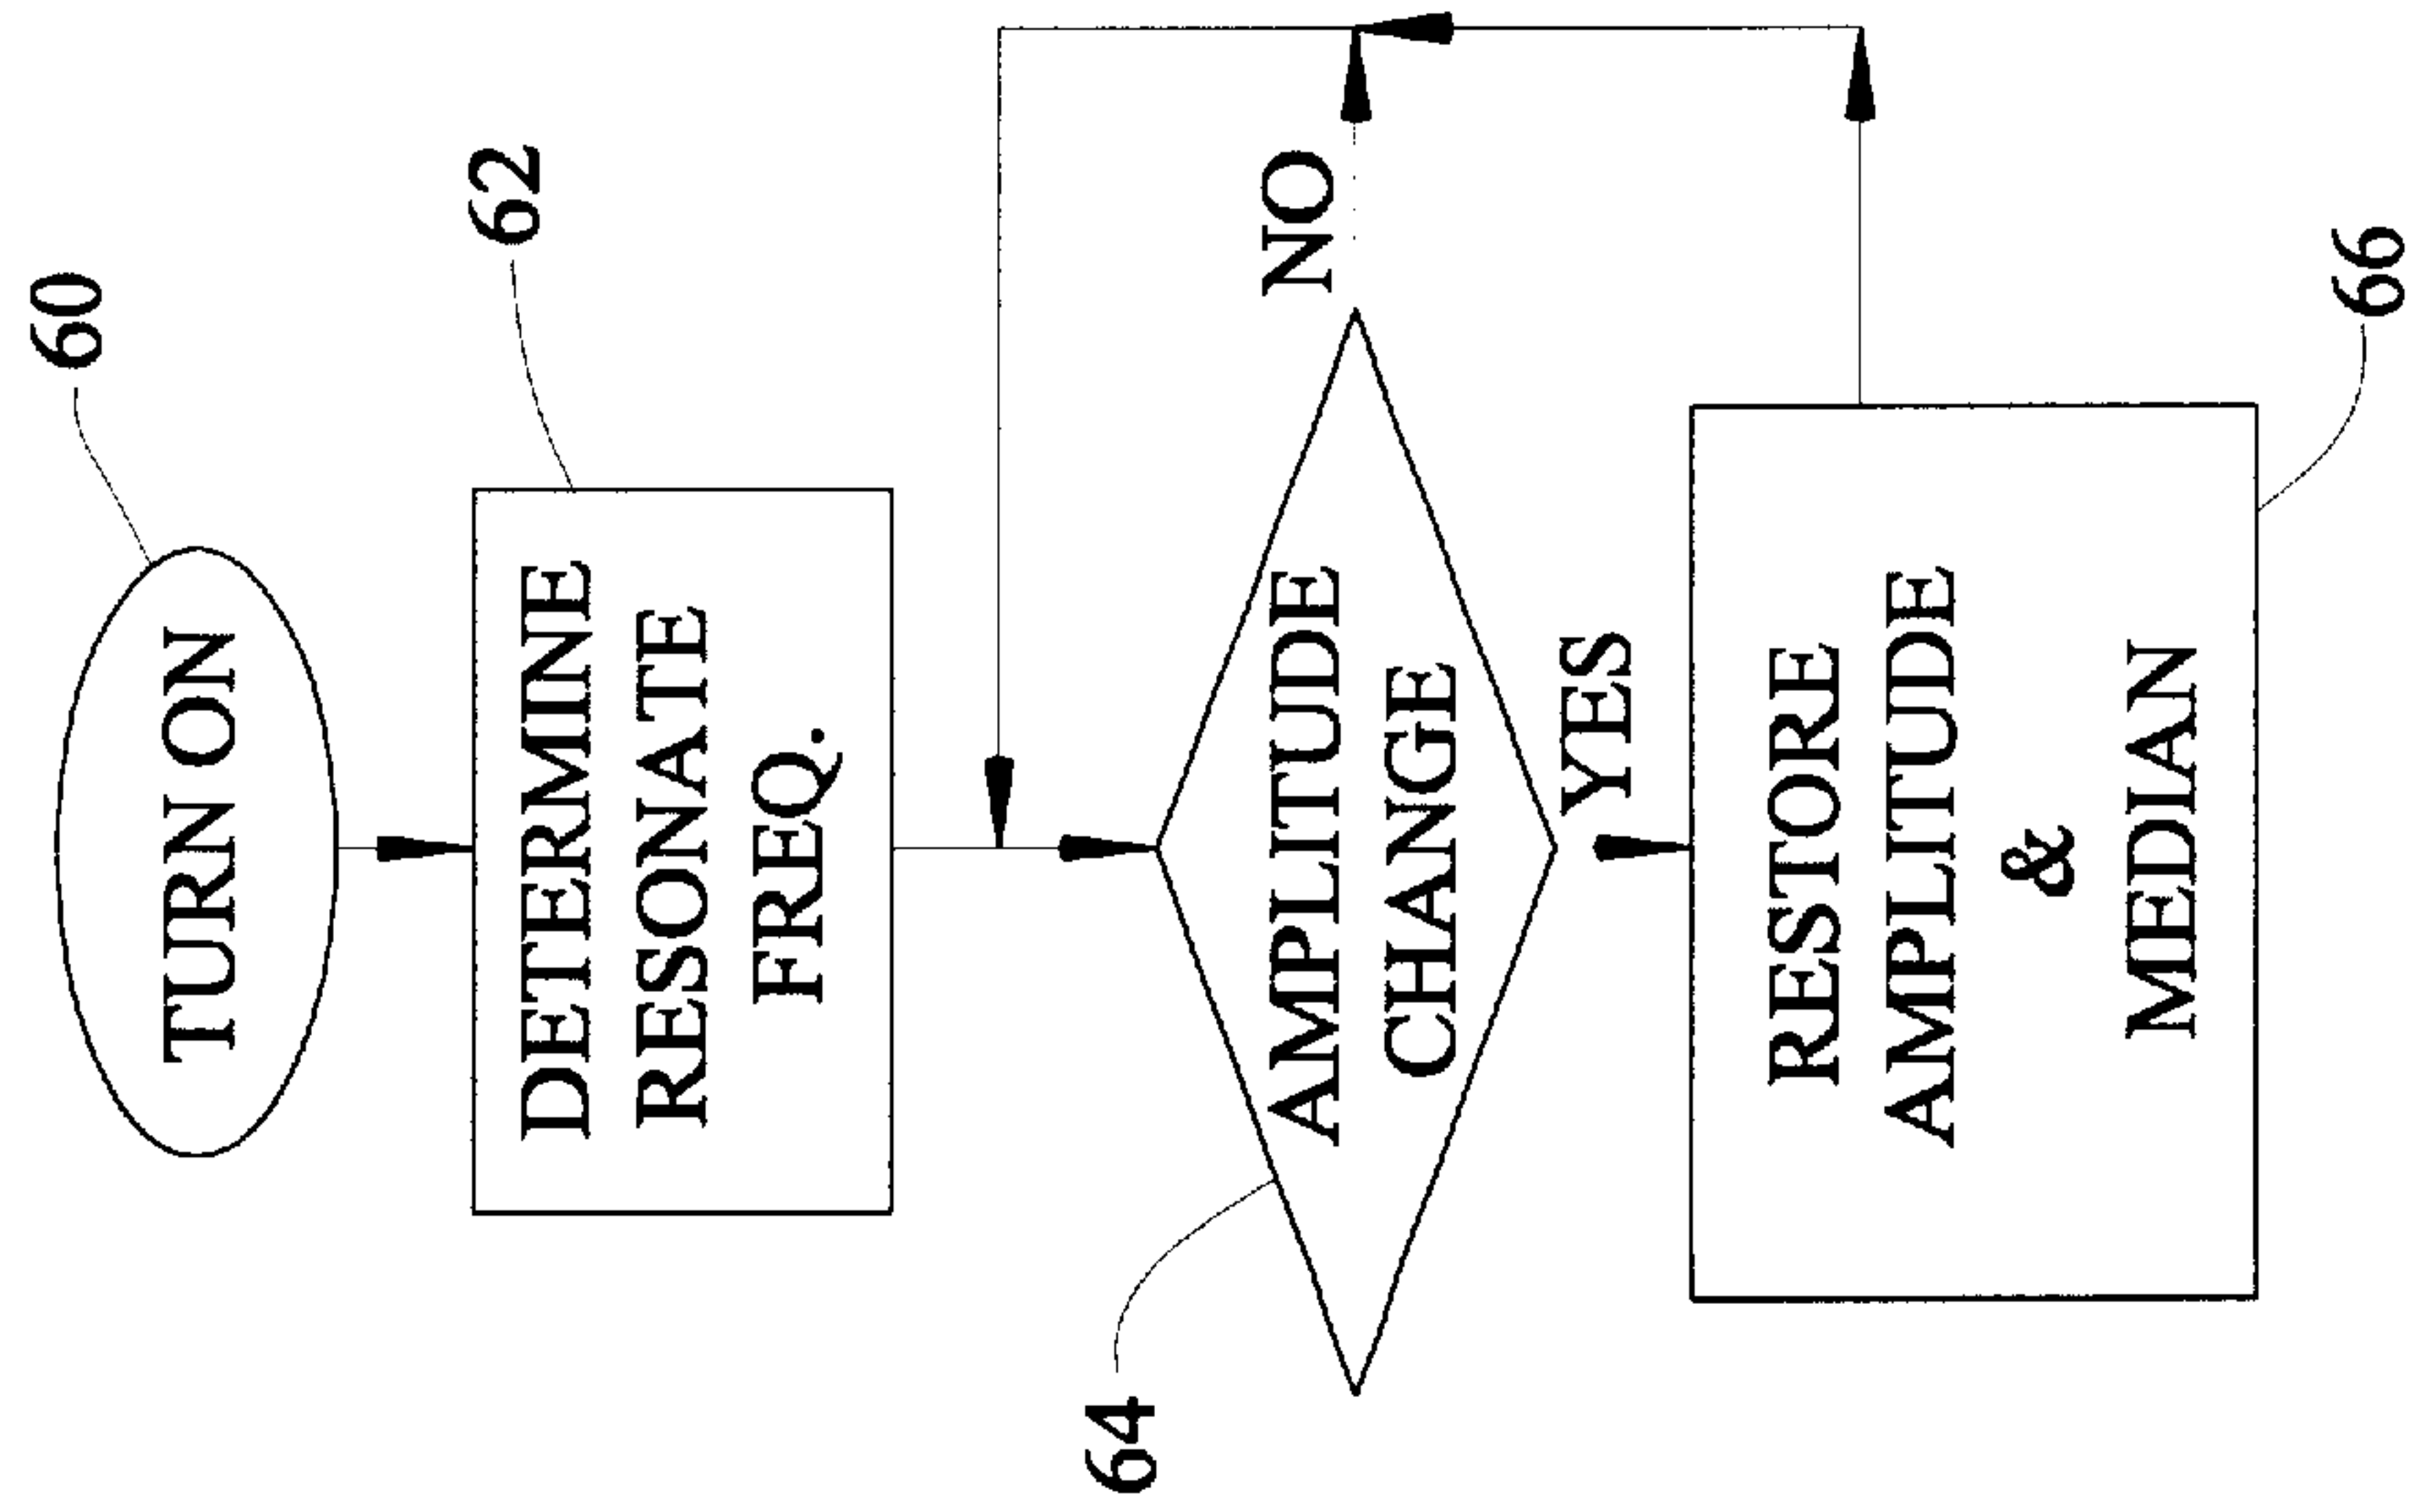 60
TURN ON
62
DETERMINE
RESONATE
FREQ.
64
AMPLITUDE
CHANGE
NO
YES
RESTORE
AMPLITUDE
&
MEDIAN
66